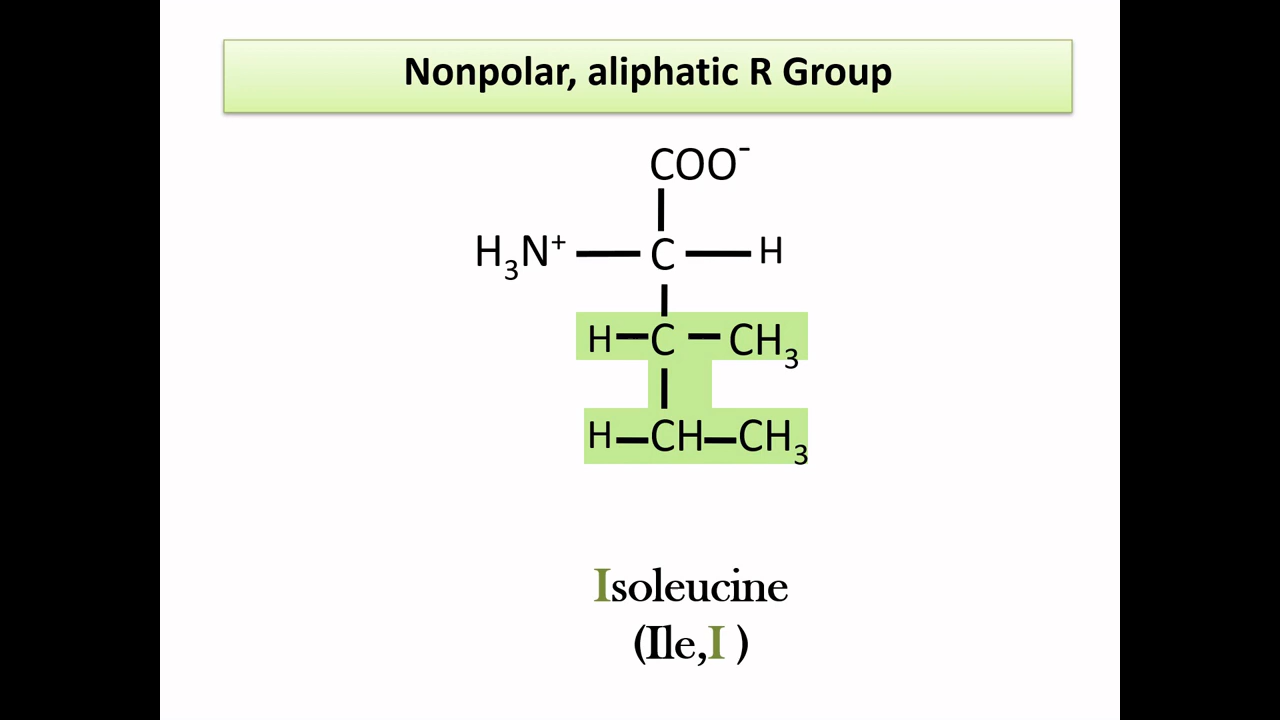 Nonpolar, aliphatic R Group
COO⁻
H₃N⁺ — C — H
H — C — CH₃
H — CH — CH₃
Isoleucine
(Ile,I )